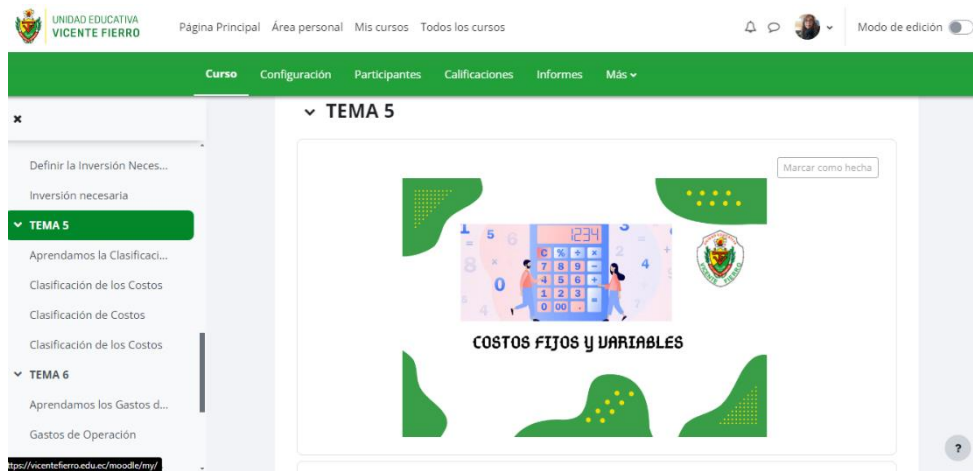 UNIDAD EDUCATIVA
VICENTE FIERRO
Página Principal Área personal Mis cursos Todos los cursos
Modo de edición
Curso Configuración Participantes Calificaciones Informes Más
Definir la Inversión Neces...
Inversión necesaria
TEMA 5
Aprendamos la Clasificaci...
Clasificación de los Costos
Clasificación de Costos
Clasificación de los Costos
TEMA 6
Aprendamos los Gastos d...
Gastos de Operación
ttps://vicentefierro.edu.ec/moodle/my/
TEMA 5
Marcar como hecha
1234
C % ÷ ×
7 8 9 −
4 5 6 +
1 2 3 =
0 00 .
VICENTE FIERRO
COSTOS FIJOS y VARIABLES
?